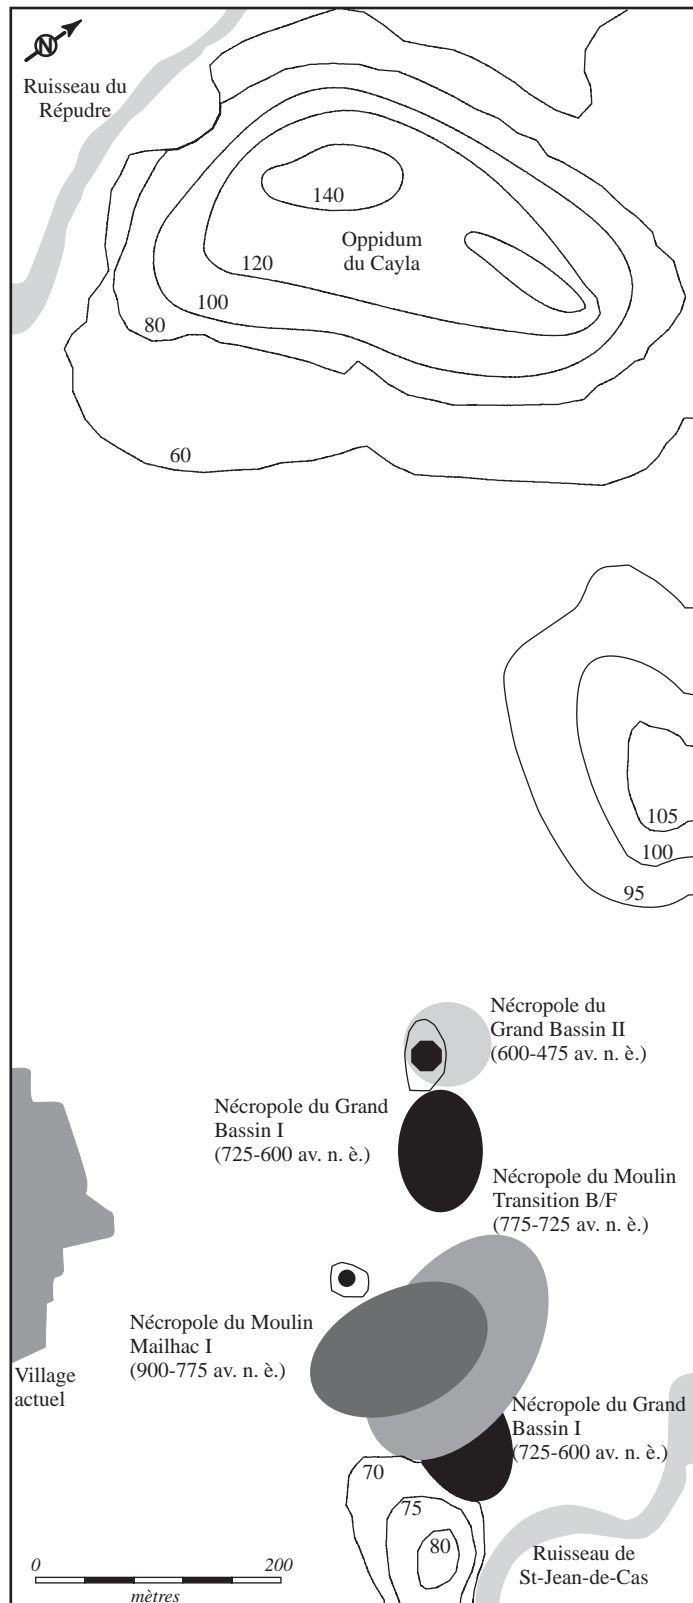 N
Ruisseau du
Répudre
140
Oppidum
du Cayla
120
100
80
60
105
100
95
Nécropole du
Grand Bassin II
(600-475 av. n. è.)
Nécropole du Grand
Bassin I
(725-600 av. n. è.)
Nécropole du Moulin
Transition B/F
(775-725 av. n. è.)
Nécropole du Moulin
Mailhac I
(900-775 av. n. è.)
Village
actuel
Nécropole du Grand
Bassin I
(725-600 av. n. è.)
70
75
80
Ruisseau de
St-Jean-de-Cas
0 200
mètres